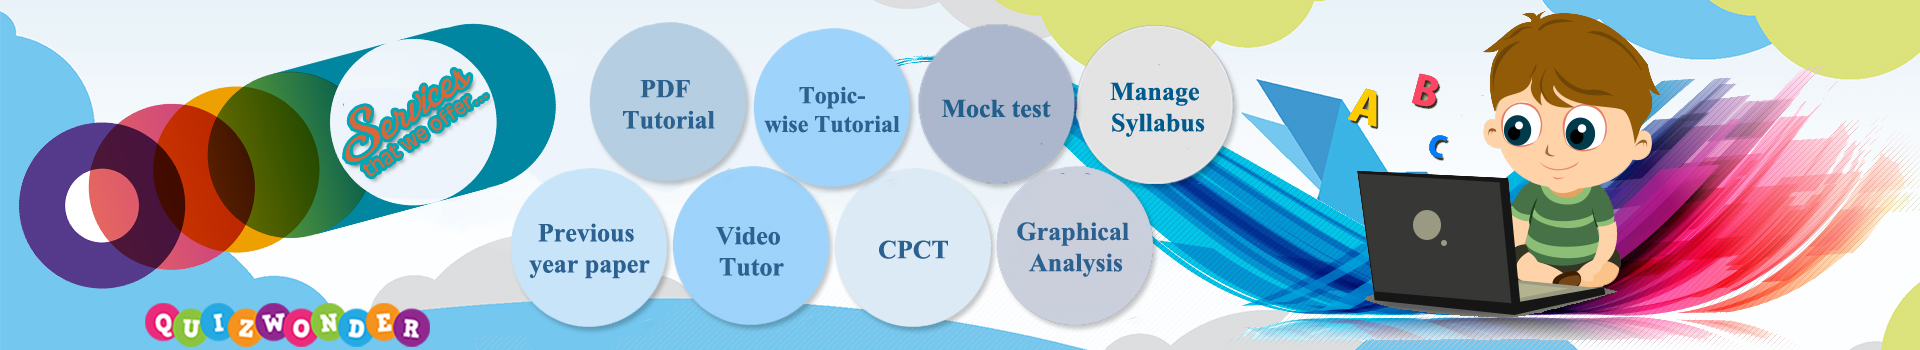 Services
that we offer...
PDF
Tutorial
Topic-
wise Tutorial
Mock test
Manage
Syllabus
Previous
year paper
Video
Tutor
CPCT
Graphical
Analysis
A
B
C
QUIZWONDER